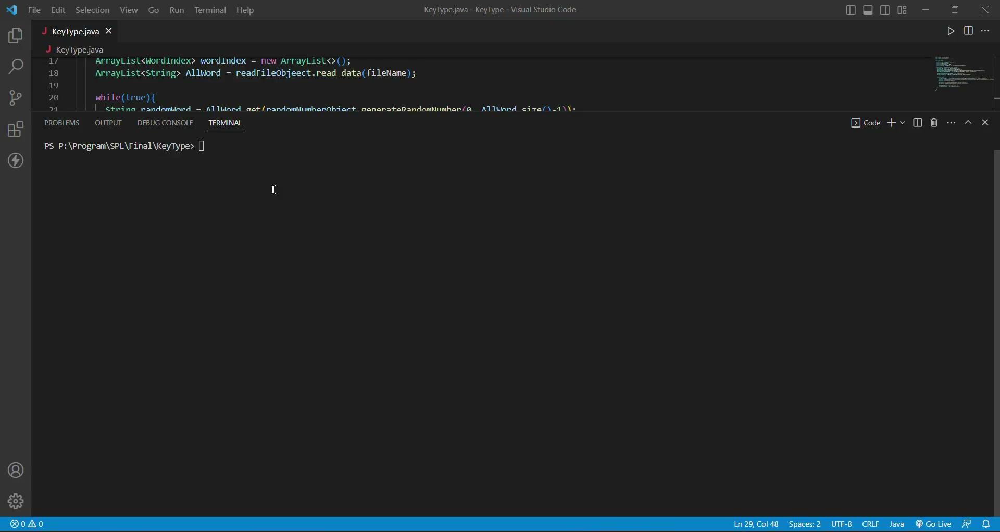 File Edit Selection View Go Run Terminal Help KeyType.java - KeyType - Visual Studio Code
J KeyType.java
J KeyType.java
17 ArrayList<WordIndex> wordIndex = new ArrayList<>();
18 ArrayList<String> AllWord = readFileObjeect.read_data(fileName);
19
20 while(true){
21 String randomWord = AllWord.get(randomNumberObject.generateRandomNumber(0, AllWord.size()-1));
PROBLEMS OUTPUT DEBUG CONSOLE TERMINAL Code
PS P:\Program\SPL\Final\KeyType>
0 0 Ln 29, Col 48 Spaces: 2 UTF-8 CRLF Java Go Live